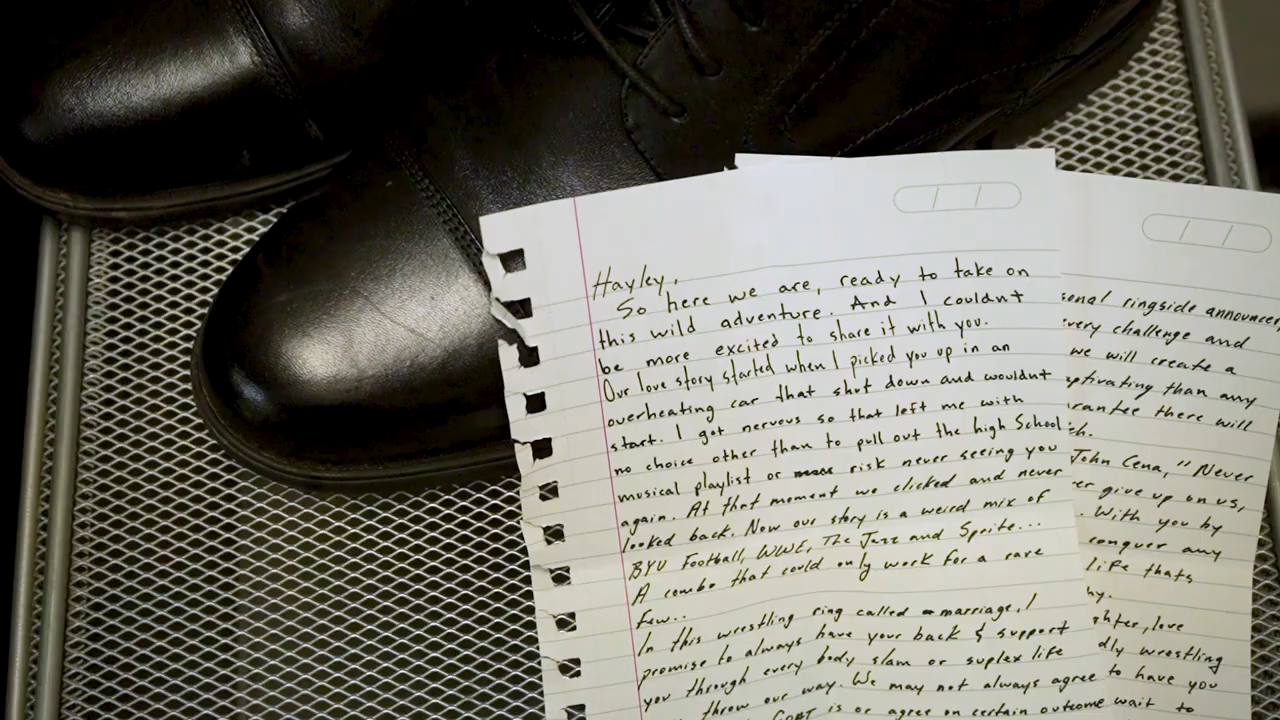 Hayley,
So here we are, ready to take on
this wild adventure. And I couldnt
be more excited to share it with you.
Our love story started when I picked you up in an
overheating car that shut down and wouldnt
start. I got nervous so that left me with
no choice other than to pull out the high School
musical playlist or risk never seeing you
again. At that moment we clicked and never
looked back. Now our story is a weird mix of
BYU Football, WWE, The Jazz and Sprite...
A combo that could only work for a rare
few..
In this wrestling ring called marriage, I
promise to always have your back & support
you through every body slam or suplex life
throw our way. We may not always agree
GOAT is or agree on certain outcome
sonal ringside announcer
every challenge and
we will create a
ptivating than any
rantee there will
ch.
John Cena, "Never
er give up on us,
. With you by
conquer any
life thats
hy.
ghter, love
dly wrestling
to have you
wait to